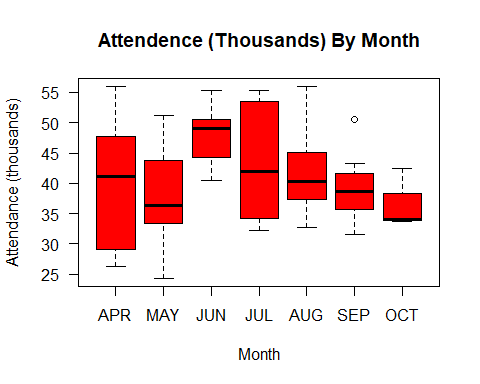 Attendence (Thousands) By Month
Attendance (thousands)
55
50
45
40
35
30
25
APR MAY JUN JUL AUG SEP OCT
Month